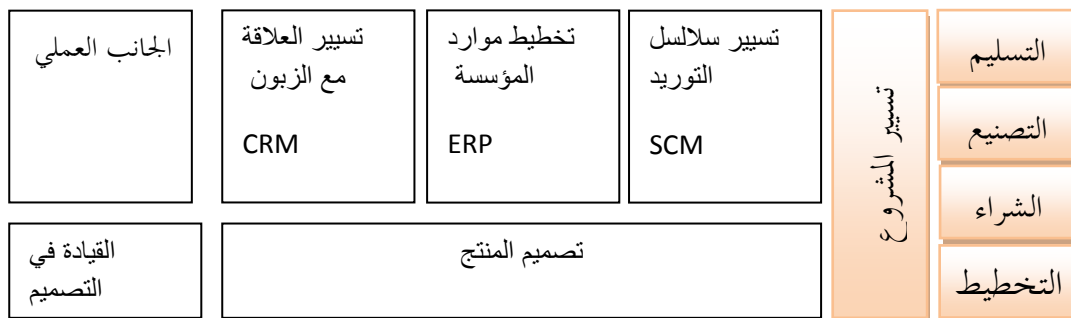 التسليم
التصنيع
الشراء
التخطيط
تسيير المشروع
تسيير سلالسل
التوريد
SCM
تخطيط موارد
المؤسسة
ERP
تسيير العلاقة
مع الزبون
CRM
الجانب العملي
تصميم المنتج
القيادة في
التصميم